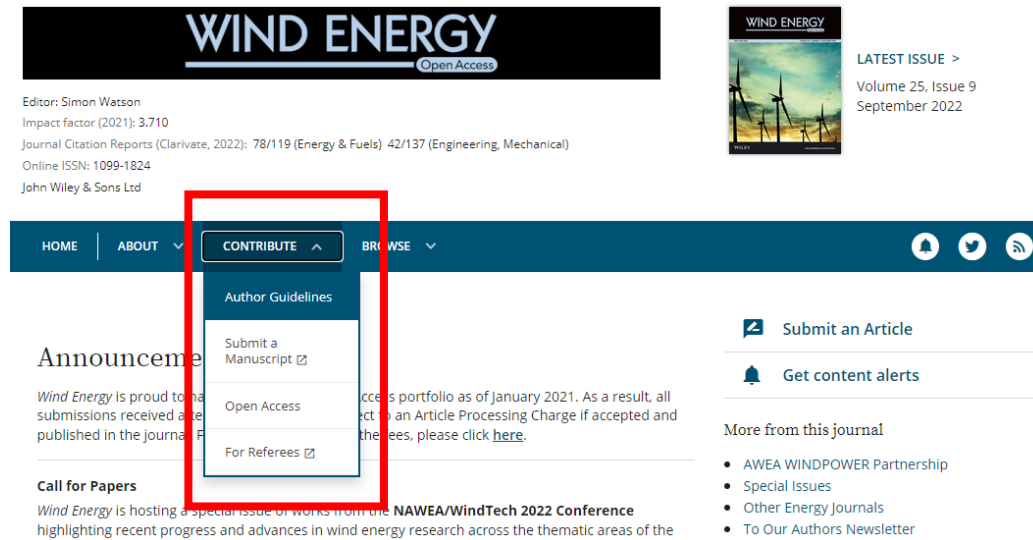 WIND ENERGY
Open Access
WIND ENERGY
Open Access
WILEY
LATEST ISSUE >
Volume 25, Issue 9
September 2022
Editor: Simon Watson
Impact factor (2021): 3.710
Journal Citation Reports (Clarivate, 2022): 78/119 (Energy & Fuels) 42/137 (Engineering, Mechanical)
Online ISSN: 1099-1824
John Wiley & Sons Ltd
HOME ABOUT CONTRIBUTE BROWSE
Author Guidelines
Submit a
Manuscript
Open Access
For Referees
Announceme
Wind Energy is proud to portfolio as of January 2021. As a result, all
submissions received an Article Processing Charge if accepted and
published in the journal. fees, please click here.
Call for Papers
Wind Energy is hosting a special issue of works from the NAWEA/WindTech 2022 Conference
highlighting recent progress and advances in wind energy research across the thematic areas of the
Submit an Article
Get content alerts
More from this journal
• AWEA WINDPOWER Partnership
• Special Issues
• Other Energy Journals
• To Our Authors Newsletter